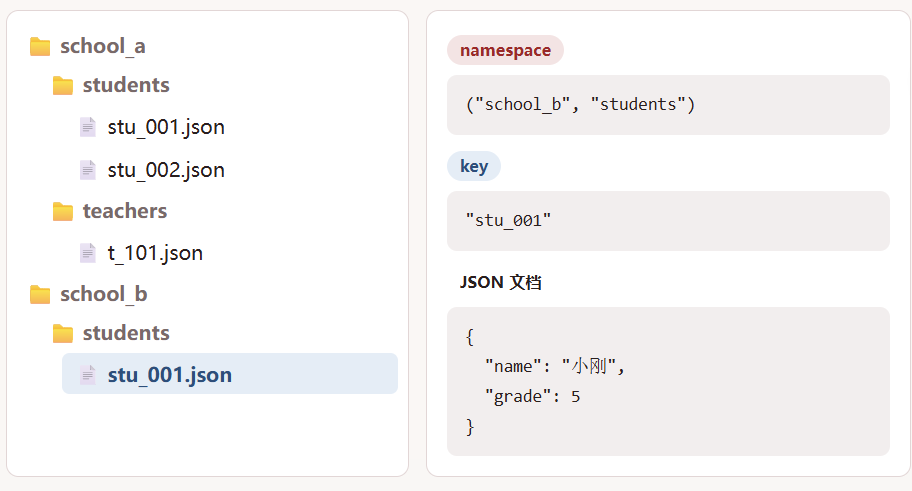 school_a
students
stu_001.json
stu_002.json
teachers
t_101.json
school_b
students
stu_001.json
namespace
("school_b", "students")
key
"stu_001"
JSON 文档
{
  "name": "小刚",
  "grade": 5
}